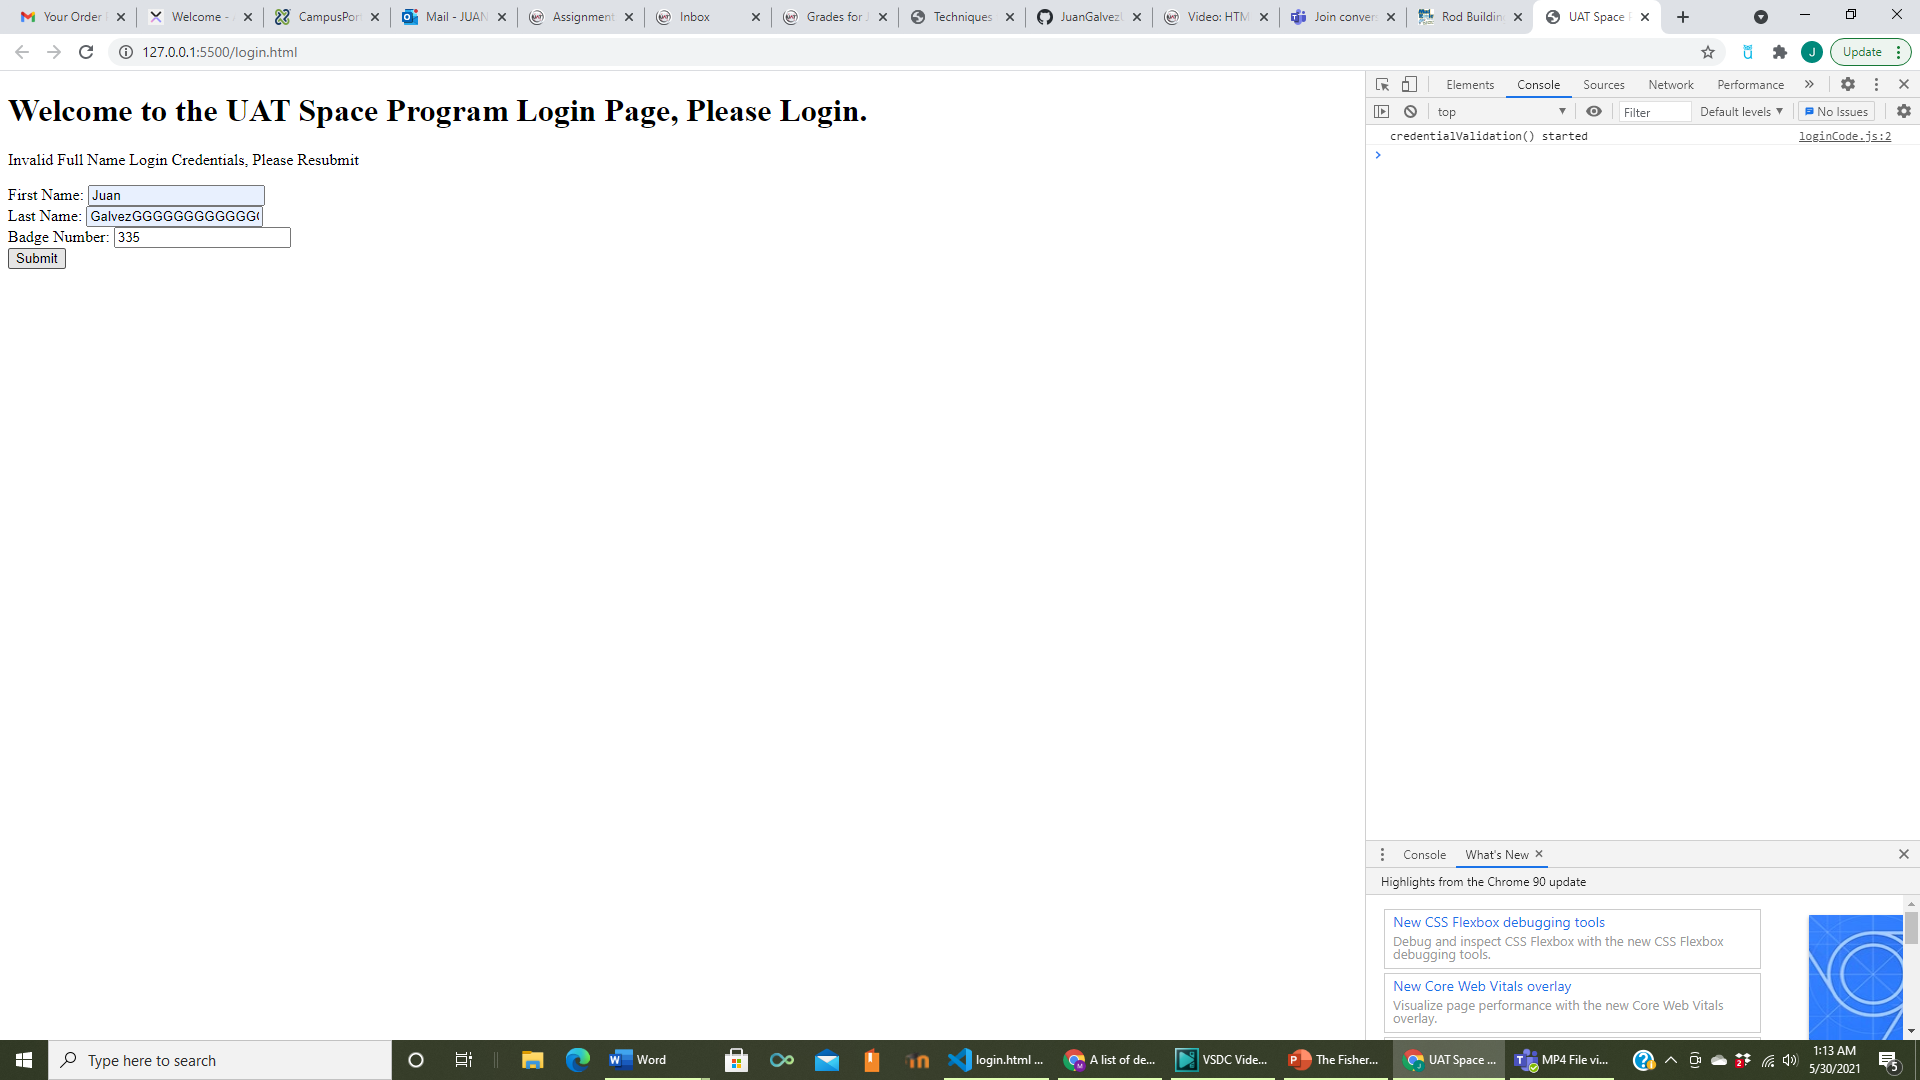 Your Order
Welcome -
CampusPort
Mail - JUAN
Assignment
Inbox
Grades for J
Techniques
JuanGalvez
Video: HTM
Join convers
Rod Building
UAT Space P
127.0.0.1:5500/login.html
J
Update
Welcome to the UAT Space Program Login Page, Please Login.
Invalid Full Name Login Credentials, Please Resubmit
First Name: Juan
Last Name: GalvezGGGGGGGGGGGGG
Badge Number: 335
Submit
Elements Console Sources Network Performance
top Filter Default levels No Issues
credentialValidation() started loginCode.js:2
Console What's New
Highlights from the Chrome 90 update
New CSS Flexbox debugging tools
Debug and inspect CSS Flexbox with the new CSS Flexbox
debugging tools.
New Core Web Vitals overlay
Visualize page performance with the new Core Web Vitals
overlay.
Type here to search
Word
login.html ...
A list of de...
VSDC Vide...
The Fisher...
UAT Space ...
MP4 File vi...
1:13 AM
5/30/2021
5